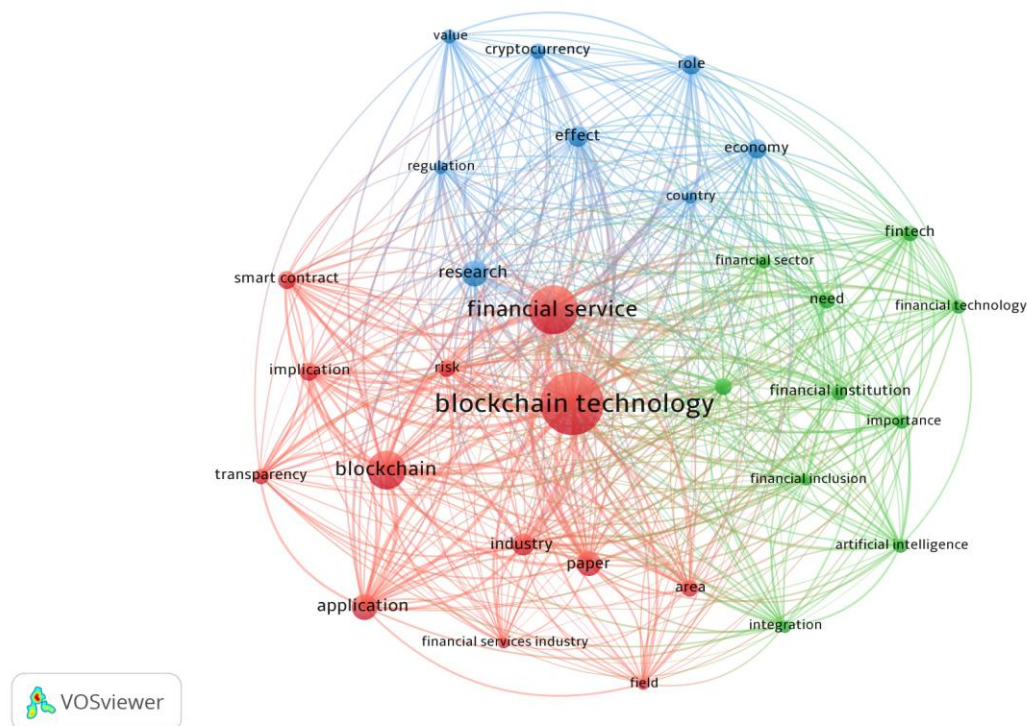 value
cryptocurrency
role
effect
economy
regulation
country
fintech
financial sector
research
smart contract
need
financial technology
financial service
risk
implication
financial institution
blockchain technology
importance
blockchain
transparency
financial inclusion
industry
artificial intelligence
paper
area
application
integration
financial services industry
field
VOSviewer